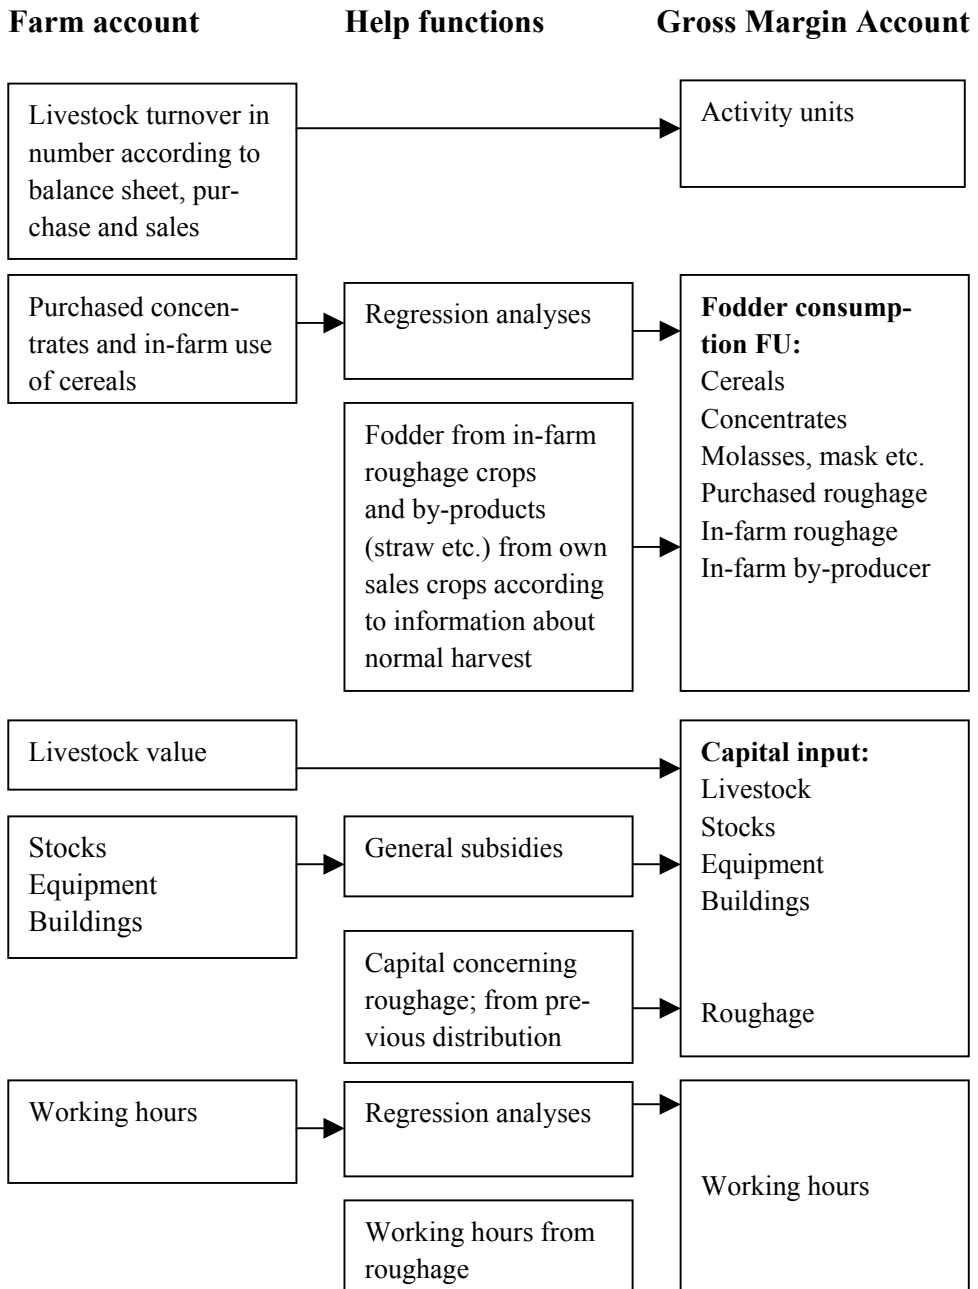 Farm account
Help functions
Gross Margin Account
Livestock turnover in
number according to
balance sheet, pur-
chase and sales
Activity units
Purchased concen-
trates and in-farm use
of cereals
Regression analyses
Fodder from in-farm
roughage crops
and by-products
(straw etc.) from own
sales crops according
to information about
normal harvest
Fodder consump-
tion FU:
Cereals
Concentrates
Molasses, mask etc.
Purchased roughage
In-farm roughage
In-farm by-producer
Livestock value
Stocks
Equipment
Buildings
General subsidies
Capital concerning
roughage; from pre-
vious distribution
Capital input:
Livestock
Stocks
Equipment
Buildings
Roughage
Working hours
Regression analyses
Working hours from
roughage
Working hours